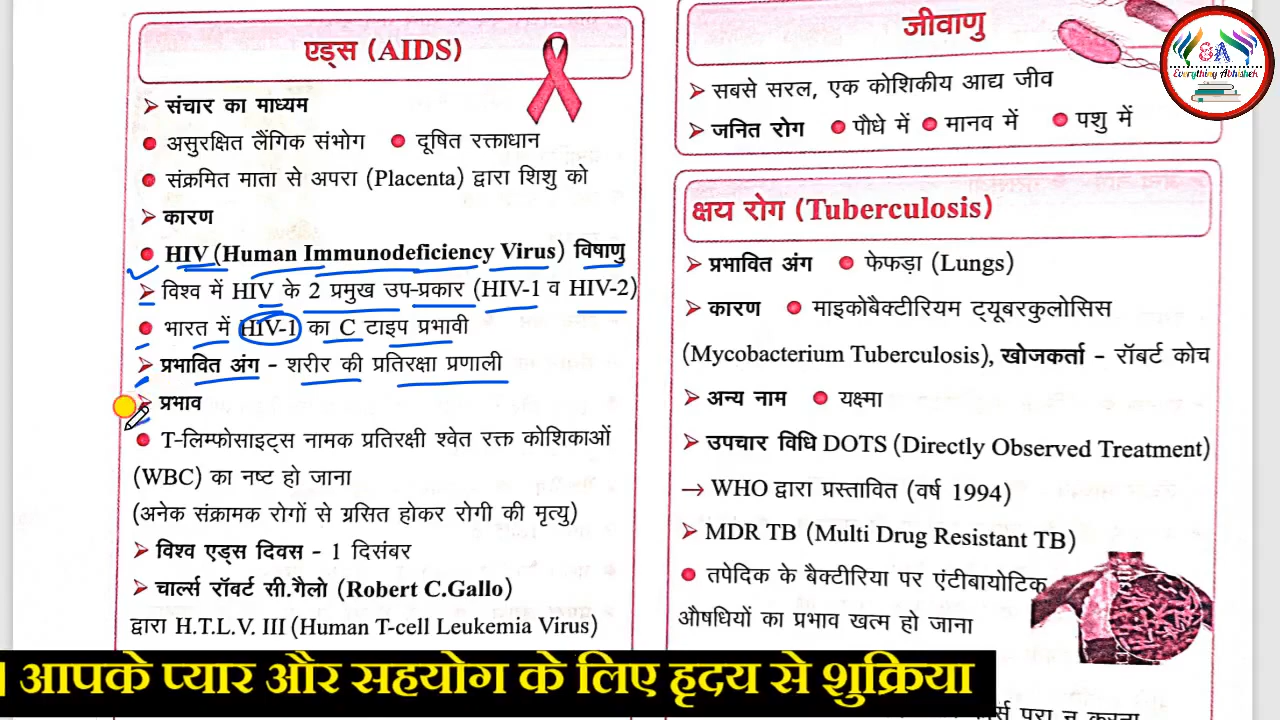 एड्स (AIDS)
➤ संचार का माध्यम
● असुरक्षित लैंगिक संभोग ● दूषित रक्ताधान
● संक्रमित माता से अपरा (Placenta) द्वारा शिशु को
➤ कारण
● HIV (Human Immunodeficiency Virus) विषाणु
➤ विश्व में HIV के 2 प्रमुख उप-प्रकार (HIV-1 व HIV-2)
● भारत में HIV-1 का C टाइप प्रभावी
➤ प्रभावित अंग - शरीर की प्रतिरक्षा प्रणाली
➤ प्रभाव
● T-लिम्फोसाइट्स नामक प्रतिरक्षी श्वेत रक्त कोशिकाओं
(WBC) का नष्ट हो जाना
(अनेक संक्रामक रोगों से ग्रसित होकर रोगी की मृत्यु)
➤ विश्व एड्स दिवस - 1 दिसंबर
➤ चार्ल्स रॉबर्ट सी.गैलो (Robert C.Gallo)
द्वारा H.T.L.V. III (Human T-cell Leukemia Virus)
जीवाणु
➤ सबसे सरल, एक कोशिकीय आद्य जीव
➤ जनित रोग ● पौधे में ● मानव में ● पशु में
क्षय रोग (Tuberculosis)
➤ प्रभावित अंग ● फेफड़ा (Lungs)
➤ कारण ● माइकोबैक्टीरियम ट्यूबरकुलोसिस
(Mycobacterium Tuberculosis), खोजकर्ता – रॉबर्ट कोच
➤ अन्य नाम ● यक्ष्मा
➤ उपचार विधि DOTS (Directly Observed Treatment)
→ WHO द्वारा प्रस्तावित (वर्ष 1994)
➤ MDR TB (Multi Drug Resistant TB)
● तपेदिक के बैक्टीरिया पर एंटीबायोटिक
औषधियों का प्रभाव खत्म हो जाना
&A
Everything Abhishek
। आपके प्यार और सहयोग के लिए हृदय से शुक्रिया